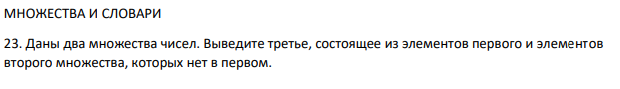 МНОЖЕСТВА И СЛОВАРИ
23. Даны два множества чисел. Выведите третье, состоящее из элементов первого и элементов
второго множества, которых нет в первом.